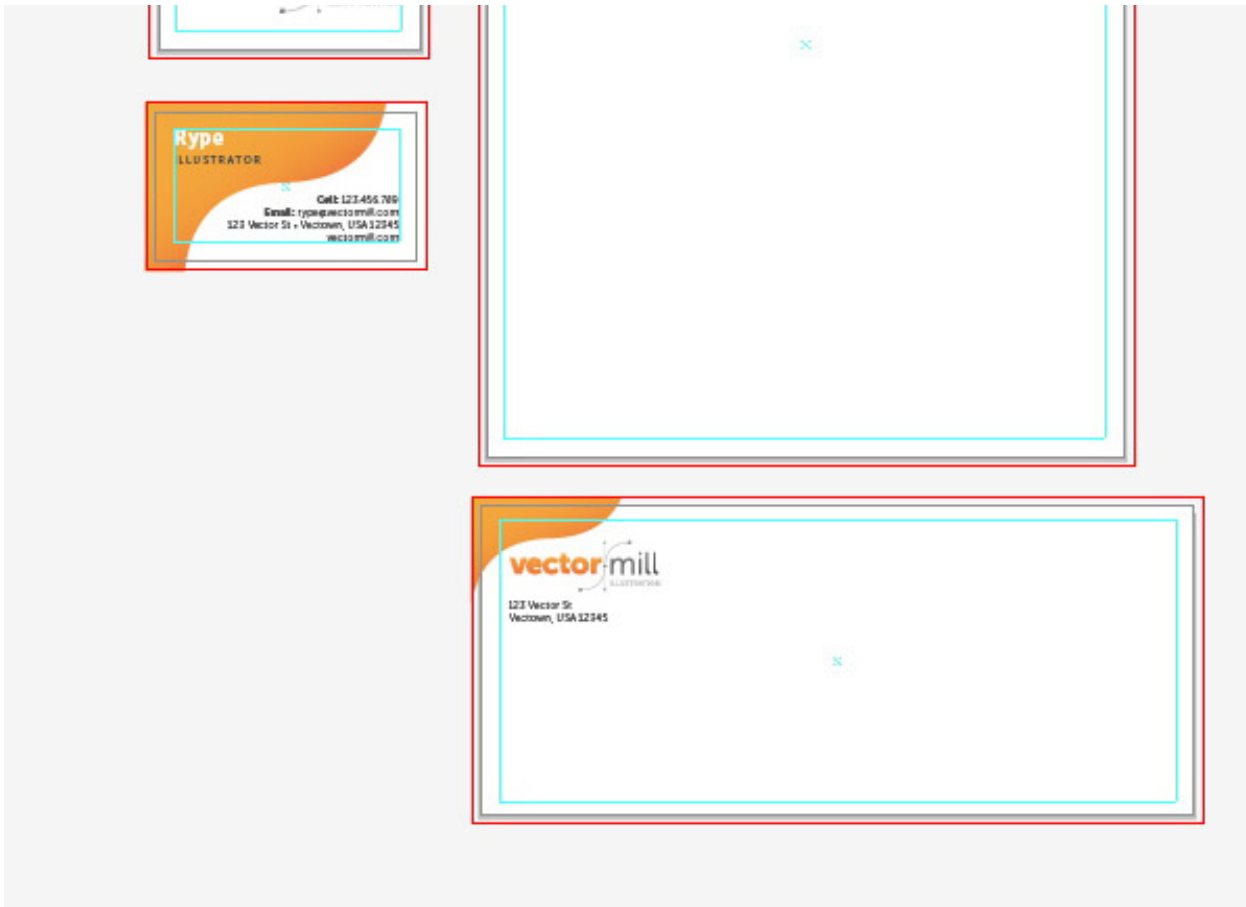 Rype
ILLUSTRATOR
Cell: 123.456.789
Email: rype@vectormill.com
123 Vector St • Vectown, USA 12345
vectormill.com
vector mill
ILLUSTRATION
123 Vector St
Vectown, USA 12345